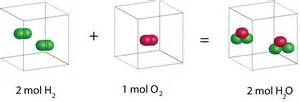 + =
2 mol H₂ 1 mol O₂ 2 mol H₂O